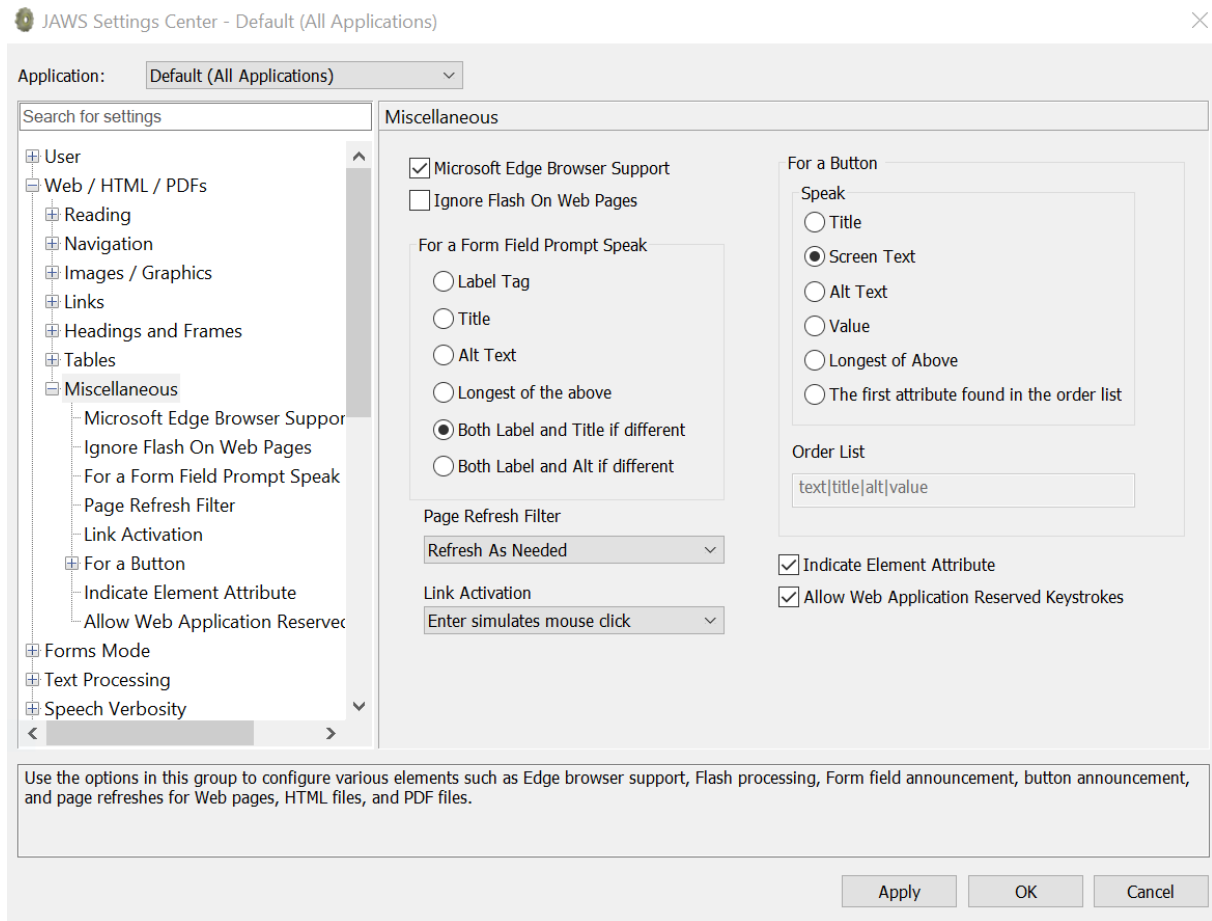 JAWS Settings Center - Default (All Applications)
Application:
Default (All Applications)
Search for settings
User
Web / HTML / PDFs
Reading
Navigation
Images / Graphics
Links
Headings and Frames
Tables
Miscellaneous
Microsoft Edge Browser Suppor
Ignore Flash On Web Pages
For a Form Field Prompt Speak
Page Refresh Filter
Link Activation
For a Button
Indicate Element Attribute
Allow Web Application Reserved
Forms Mode
Text Processing
Speech Verbosity
Miscellaneous
Microsoft Edge Browser Support
Ignore Flash On Web Pages
For a Form Field Prompt Speak
Label Tag
Title
Alt Text
Longest of the above
Both Label and Title if different
Both Label and Alt if different
Page Refresh Filter
Refresh As Needed
Link Activation
Enter simulates mouse click
For a Button
Speak
Title
Screen Text
Alt Text
Value
Longest of Above
The first attribute found in the order list
Order List
text|title|alt|value
Indicate Element Attribute
Allow Web Application Reserved Keystrokes
Use the options in this group to configure various elements such as Edge browser support, Flash processing, Form field announcement, button announcement,
and page refreshes for Web pages, HTML files, and PDF files.
Apply
OK
Cancel